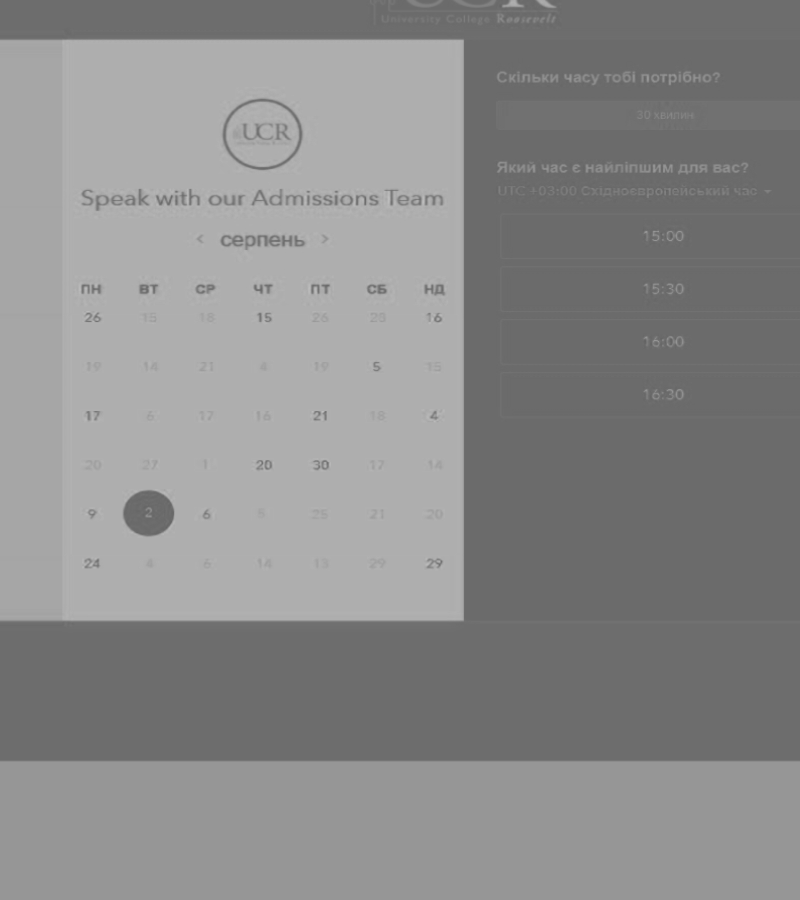 UCR
University College Roosevelt
UCR
Speak with our Admissions Team
< серпень >
ПН ВТ СР ЧТ ПТ СБ НД
26 15 18 15 26 25 16
19 14 21 4 19 5 15
17 6 17 16 21 18 4
20 27 1 20 30 17 14
9 2 6 25 21 20
24 4 6 14 13 29 29
Скільки часу тобі потрібно?
30 хвилин
Який час є найліпшим для вас?
UTC +03:00 Східноєвропейський час
15:00
15:30
16:00
16:30